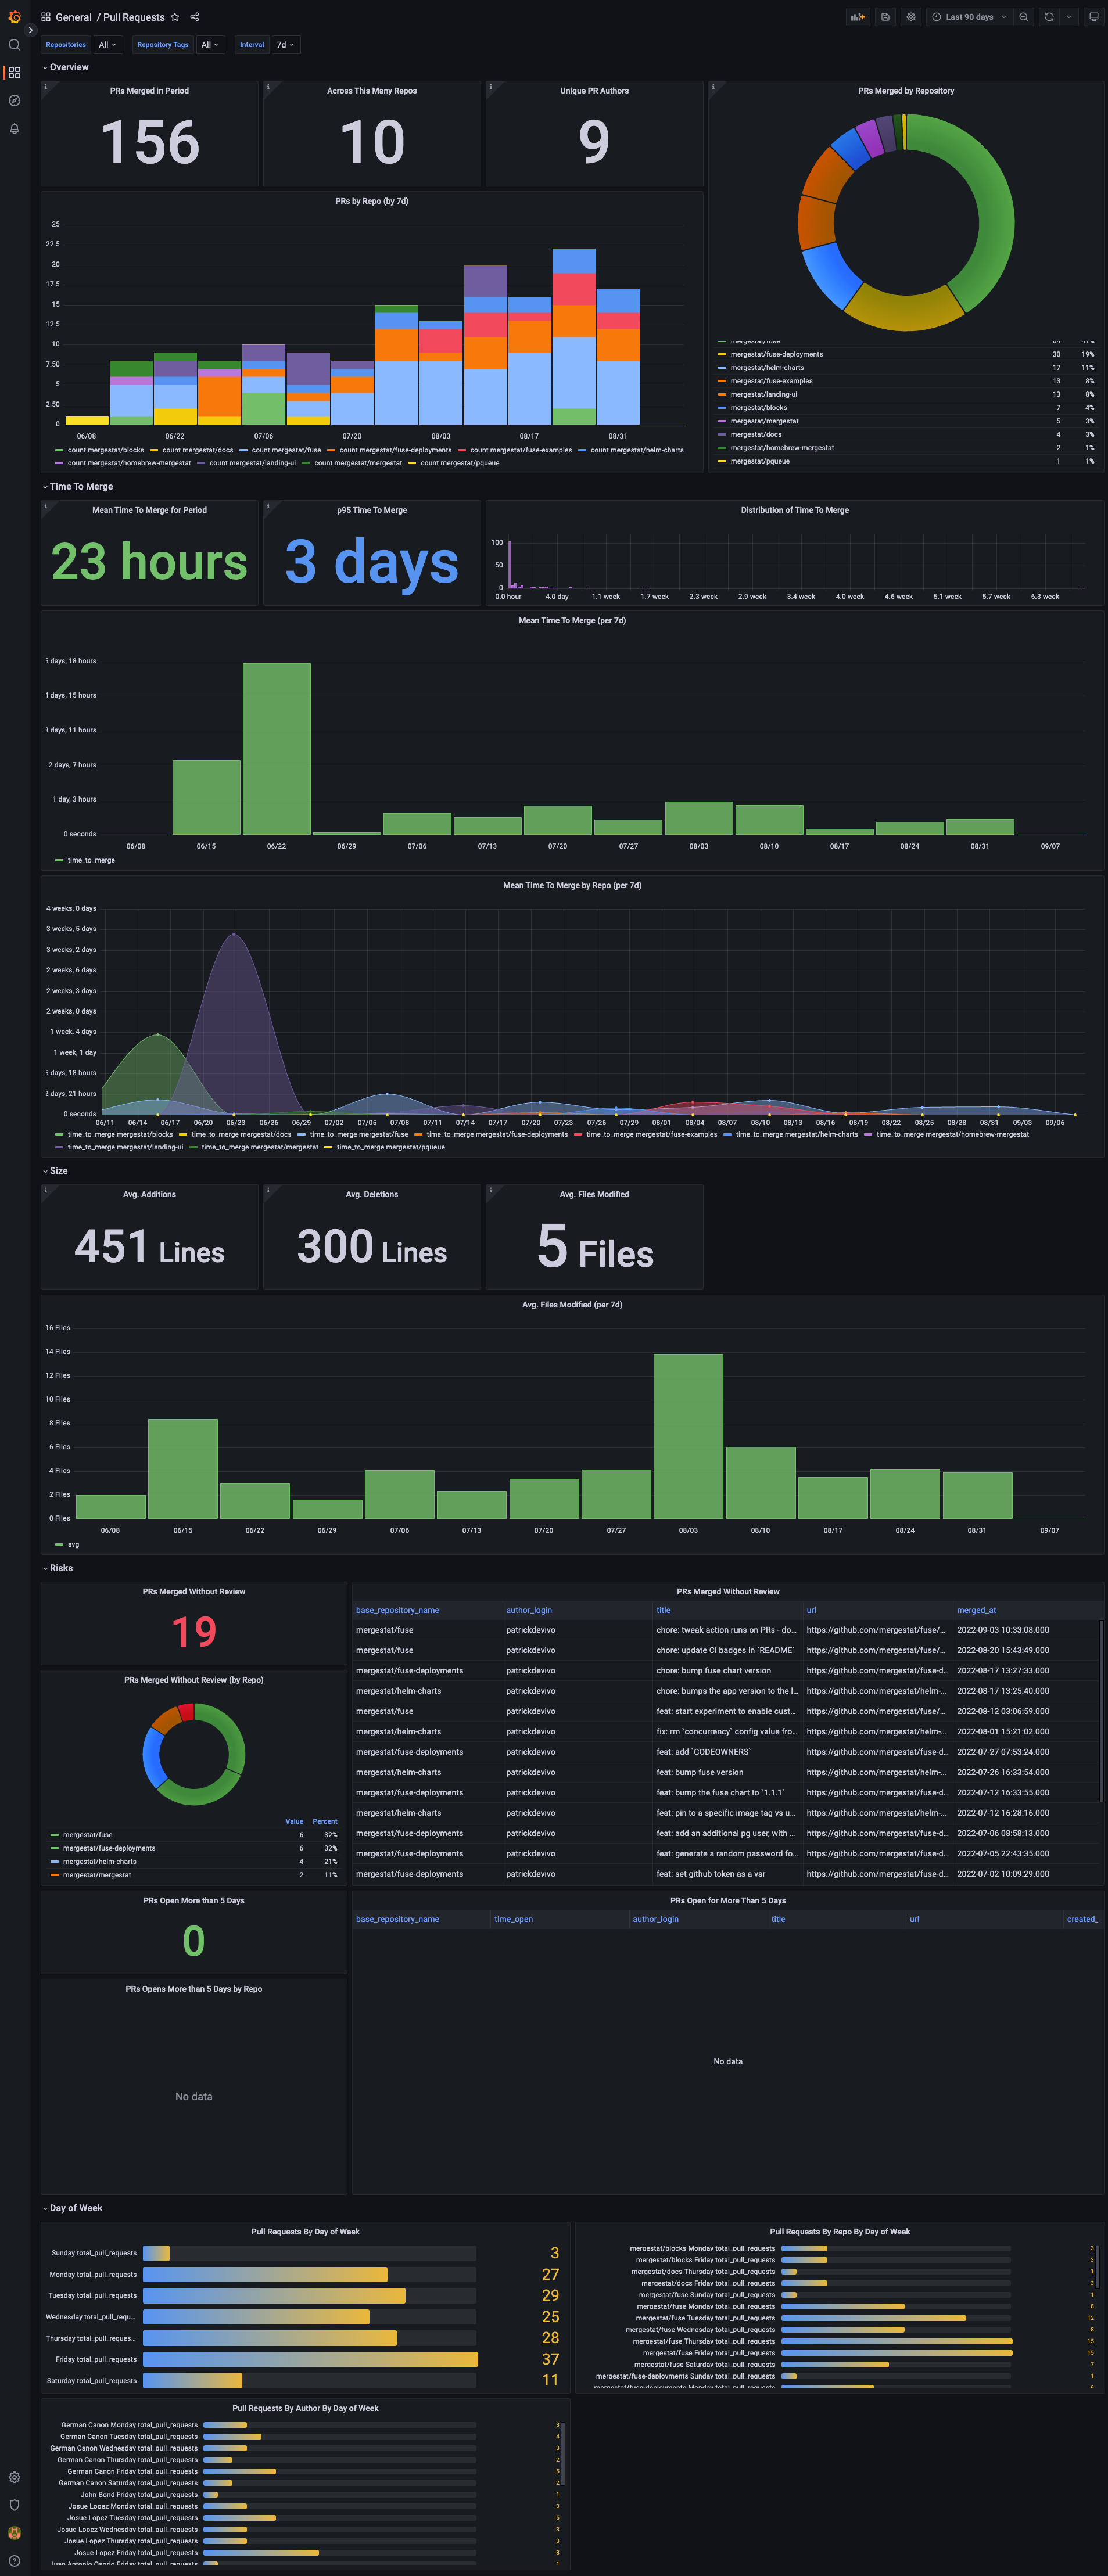 General / Pull Requests
Last 90 days
Repositories All Repository Tags All Interval 7d
Overview
PRs Merged in Period
156
Across This Many Repos
10
Unique PR Authors
9
PRs Merged by Repository
mergestat/fuse 64 41%
mergestat/fuse-deployments 30 19%
mergestat/helm-charts 17 11%
mergestat/fuse-examples 13 8%
mergestat/landing-ui 13 8%
mergestat/blocks 7 4%
mergestat/mergestat 5 3%
mergestat/docs 4 3%
mergestat/homebrew-mergestat 2 1%
mergestat/pqueue 1 1%
PRs by Repo (by 7d)
25
22.5
20
17.5
15
12.5
10
7.50
5
2.50
0
06/08 06/22 07/06 07/20 08/03 08/17 08/31
count mergestat/blocks count mergestat/docs count mergestat/fuse count mergestat/fuse-deployments count mergestat/fuse-examples count mergestat/helm-charts
count mergestat/homebrew-mergestat count mergestat/landing-ui count mergestat/mergestat count mergestat/pqueue
Time To Merge
Mean Time To Merge for Period
23 hours
p95 Time To Merge
3 days
Distribution of Time To Merge
100
50
0
0.0 hour 4.0 day 1.1 week 1.7 week 2.3 week 2.9 week 3.4 week 4.0 week 4.6 week 5.1 week 5.7 week 6.3 week
Mean Time To Merge (per 7d)
5 days, 18 hours
4 days, 15 hours
3 days, 11 hours
2 days, 7 hours
1 day, 3 hours
0 seconds
06/08 06/15 06/22 06/29 07/06 07/13 07/20 07/27 08/03 08/10 08/17 08/24 08/31 09/07
time_to_merge
Mean Time To Merge by Repo (per 7d)
4 weeks, 0 days
3 weeks, 5 days
3 weeks, 2 days
2 weeks, 6 days
2 weeks, 3 days
2 weeks, 0 days
1 week, 4 days
1 week, 1 day
5 days, 18 hours
2 days, 21 hours
0 seconds
06/11 06/14 06/17 06/20 06/23 06/26 06/29 07/02 07/05 07/08 07/11 07/14 07/17 07/20 07/23 07/26 07/29 08/01 08/04 08/07 08/10 08/13 08/16 08/19 08/22 08/25 08/28 08/31 09/03 09/06
time_to_merge mergestat/blocks time_to_merge mergestat/docs time_to_merge mergestat/fuse time_to_merge mergestat/fuse-deployments time_to_merge mergestat/fuse-examples time_to_merge mergestat/helm-charts time_to_merge mergestat/homebrew-mergestat
time_to_merge mergestat/landing-ui time_to_merge mergestat/mergestat time_to_merge mergestat/pqueue
Size
Avg. Additions
451 Lines
Avg. Deletions
300 Lines
Avg. Files Modified
5 Files
Avg. Files Modified (per 7d)
16 Files
14 Files
12 Files
10 Files
8 Files
6 Files
4 Files
2 Files
0 Files
06/08 06/15 06/22 06/29 07/06 07/13 07/20 07/27 08/03 08/10 08/17 08/24 08/31 09/07
avg
Risks
PRs Merged Without Review
19
PRs Merged Without Review (by Repo)
Value Percent
mergestat/fuse 6 32%
mergestat/fuse-deployments 6 32%
mergestat/helm-charts 4 21%
mergestat/mergestat 2 11%
PRs Merged Without Review
base_repository_name author_login title url merged_at
mergestat/fuse patrickdevivo chore: tweak action runs on PRs - do... https://github.com/mergestat/fuse/... 2022-09-03 10:33:08.000
mergestat/fuse patrickdevivo chore: update CI badges in `README` https://github.com/mergestat/fuse/... 2022-08-20 15:43:49.000
mergestat/fuse-deployments patrickdevivo chore: bump fuse chart version https://github.com/mergestat/fuse-d... 2022-08-17 13:27:33.000
mergestat/helm-charts patrickdevivo chore: bumps the app version to the l... https://github.com/mergestat/helm-... 2022-08-17 13:25:40.000
mergestat/fuse patrickdevivo feat: start experiment to enable cust... https://github.com/mergestat/fuse/... 2022-08-12 03:06:59.000
mergestat/helm-charts patrickdevivo fix: rm `concurrency` config value fro... https://github.com/mergestat/helm-... 2022-08-01 15:21:02.000
mergestat/fuse-deployments patrickdevivo feat: add `CODEOWNERS` https://github.com/mergestat/fuse-d... 2022-07-27 07:53:24.000
mergestat/helm-charts patrickdevivo feat: bump fuse version https://github.com/mergestat/helm-... 2022-07-26 16:33:54.000
mergestat/fuse-deployments patrickdevivo feat: bump the fuse chart to `1.1.1` https://github.com/mergestat/fuse-d... 2022-07-12 16:33:55.000
mergestat/helm-charts patrickdevivo feat: pin to a specific image tag vs u... https://github.com/mergestat/helm-... 2022-07-12 16:28:16.000
mergestat/fuse-deployments patrickdevivo feat: add an additional pg user, with ... https://github.com/mergestat/fuse-d... 2022-07-06 08:58:13.000
mergestat/fuse-deployments patrickdevivo feat: generate a random password fo... https://github.com/mergestat/fuse-d... 2022-07-05 22:43:35.000
mergestat/fuse-deployments patrickdevivo feat: set github token as a var https://github.com/mergestat/fuse-d... 2022-07-02 10:09:29.000
PRs Open More than 5 Days
0
PRs Opens More than 5 Days by Repo
No data
PRs Open for More Than 5 Days
base_repository_name time_open author_login title url created_
No data
Day of Week
Pull Requests By Day of Week
Sunday total_pull_requests 3
Monday total_pull_requests 27
Tuesday total_pull_requests 29
Wednesday total_pull_requ... 25
Thursday total_pull_reques... 28
Friday total_pull_requests 37
Saturday total_pull_requests 11
Pull Requests By Repo By Day of Week
mergestat/blocks Monday total_pull_requests 3
mergestat/blocks Friday total_pull_requests 3
mergestat/docs Thursday total_pull_requests 1
mergestat/docs Friday total_pull_requests 3
mergestat/fuse Sunday total_pull_requests 1
mergestat/fuse Monday total_pull_requests 8
mergestat/fuse Tuesday total_pull_requests 12
mergestat/fuse Wednesday total_pull_requests 8
mergestat/fuse Thursday total_pull_requests 15
mergestat/fuse Friday total_pull_requests 15
mergestat/fuse Saturday total_pull_requests 7
mergestat/fuse-deployments Sunday total_pull_requests 1
mergestat/fuse-deployments Monday total_pull_requests 6
Pull Requests By Author By Day of Week
German Canon Monday total_pull_requests 3
German Canon Tuesday total_pull_requests 4
German Canon Wednesday total_pull_requests 3
German Canon Thursday total_pull_requests 2
German Canon Friday total_pull_requests 5
German Canon Saturday total_pull_requests 2
John Bond Friday total_pull_requests 1
Josue Lopez Monday total_pull_requests 3
Josue Lopez Tuesday total_pull_requests 5
Josue Lopez Wednesday total_pull_requests 3
Josue Lopez Thursday total_pull_requests 3
Josue Lopez Friday total_pull_requests 8
Juan Antonio Osorio Friday total_pull_requests 1